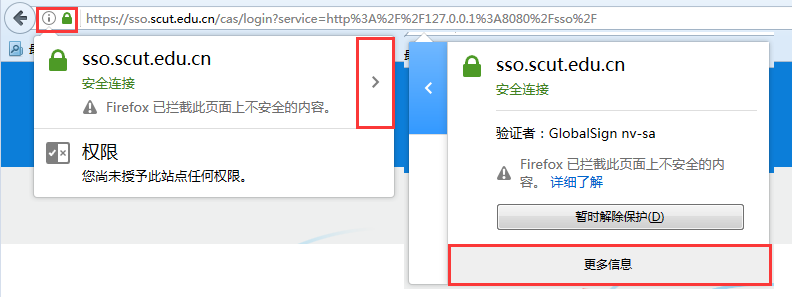 https://sso.scut.edu.cn/cas/login?service=http%3A%2F%2F127.0.0.1%3A8080%2Fsso%2F
sso.scut.edu.cn
安全连接
Firefox 已拦截此页面上不安全的内容。
权限
您尚未授予此站点任何权限。
sso.scut.edu.cn
安全连接
验证者：GlobalSign nv-sa
Firefox 已拦截此页面上不安全的内
容。 详细了解
暂时解除保护(D)
更多信息